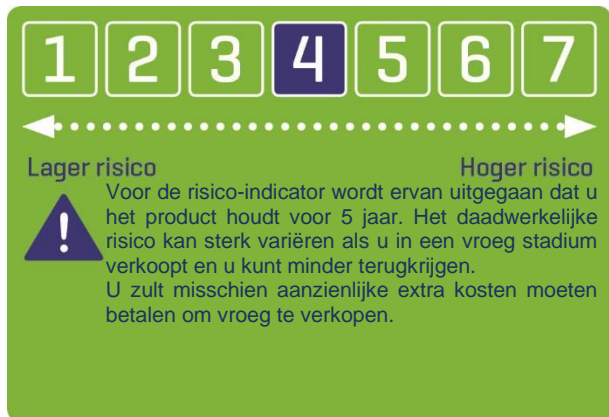 1 2 3 4 5 6 7
Lager risico Hoger risico
Voor de risico-indicator wordt ervan uitgegaan dat u
het product houdt voor 5 jaar. Het daadwerkelijke
risico kan sterk variëren als u in een vroeg stadium
verkoopt en u kunt minder terugkrijgen.
U zult misschien aanzienlijke extra kosten moeten
betalen om vroeg te verkopen.